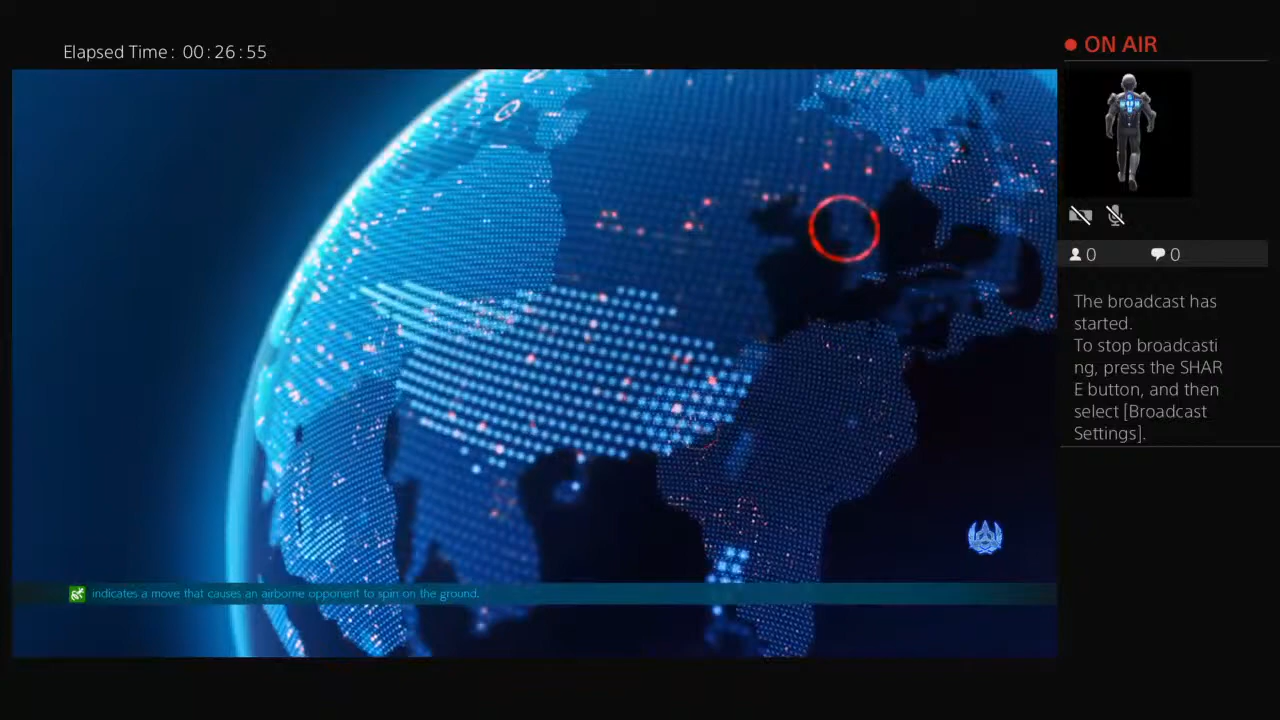 Elapsed Time: 00:26:55
ON AIR
0 0
The broadcast has
started.
To stop broadcasti
ng, press the SHAR
E button, and then
select [Broadcast
Settings].
indicates a move that causes an airborne opponent to spin on the ground.